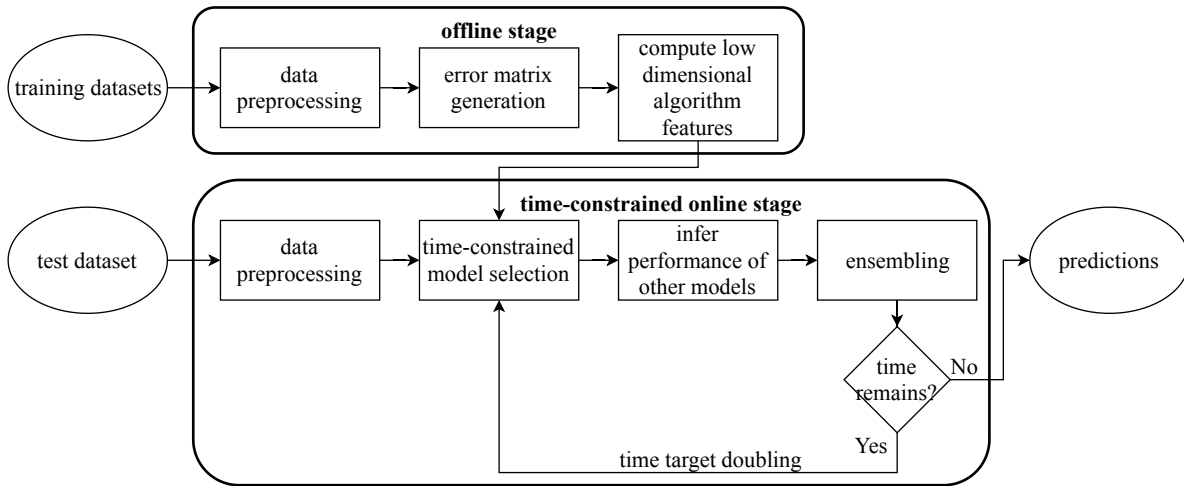 offline stage
training datasets
data
preprocessing
error matrix
generation
compute low
dimensional
algorithm
features
time-constrained online stage
test dataset
data
preprocessing
time-constrained
model selection
infer
performance of
other models
ensembling
predictions
time
remains?
No
Yes
time target doubling